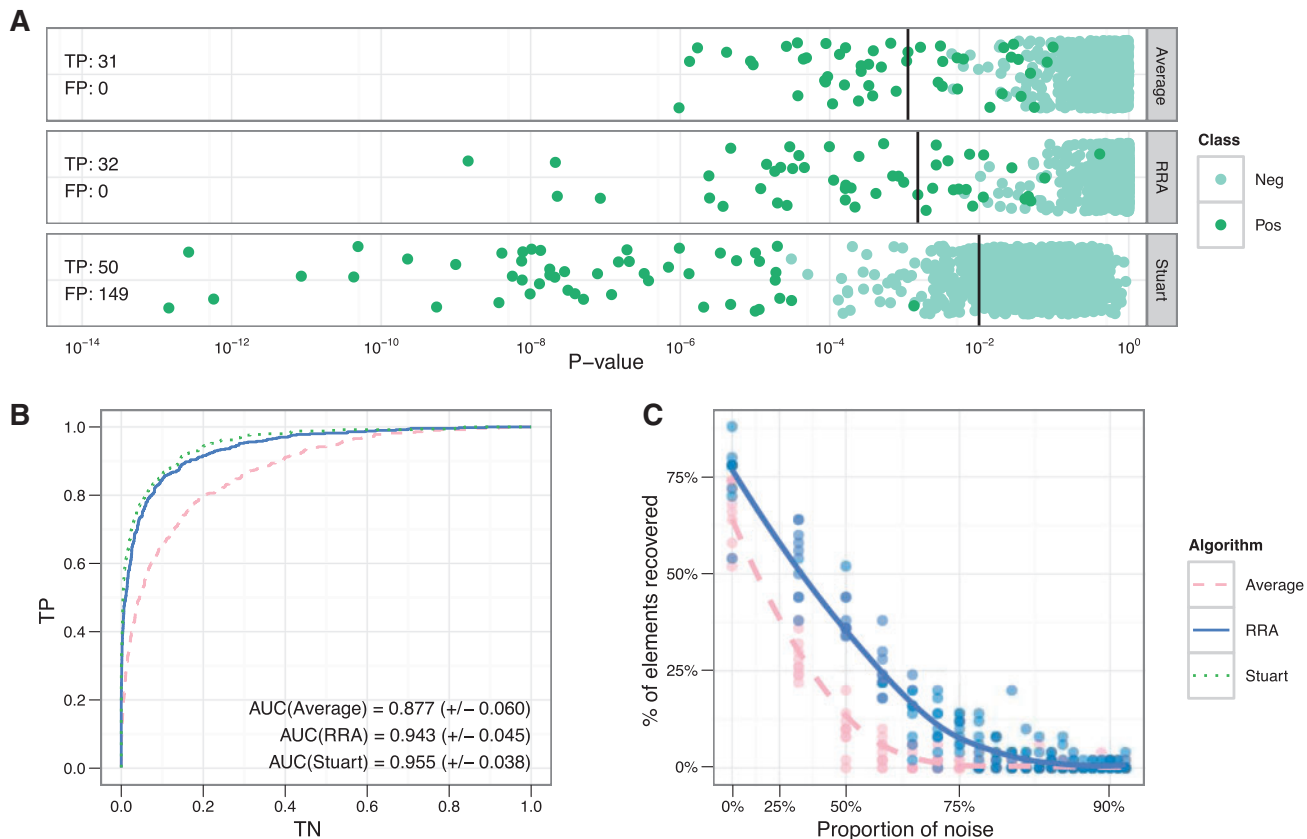 A
TP: 31
FP: 0
Average
TP: 32
FP: 0
RRA
TP: 50
FP: 149
Stuart
10−14
10−12
10−10
10−8
10−6
10−4
10−2
100
P−value
Class
Neg
Pos
B
1.0
0.8
0.6
0.4
0.2
0.0
TP
AUC(Average) = 0.877 (+/− 0.060)
AUC(RRA) = 0.943 (+/− 0.045)
AUC(Stuart) = 0.955 (+/− 0.038)
0.0
0.2
0.4
0.6
0.8
1.0
TN
C
75%
50%
25%
0%
% of elements recovered
0%
25%
50%
75%
90%
Proportion of noise
Algorithm
Average
RRA
Stuart